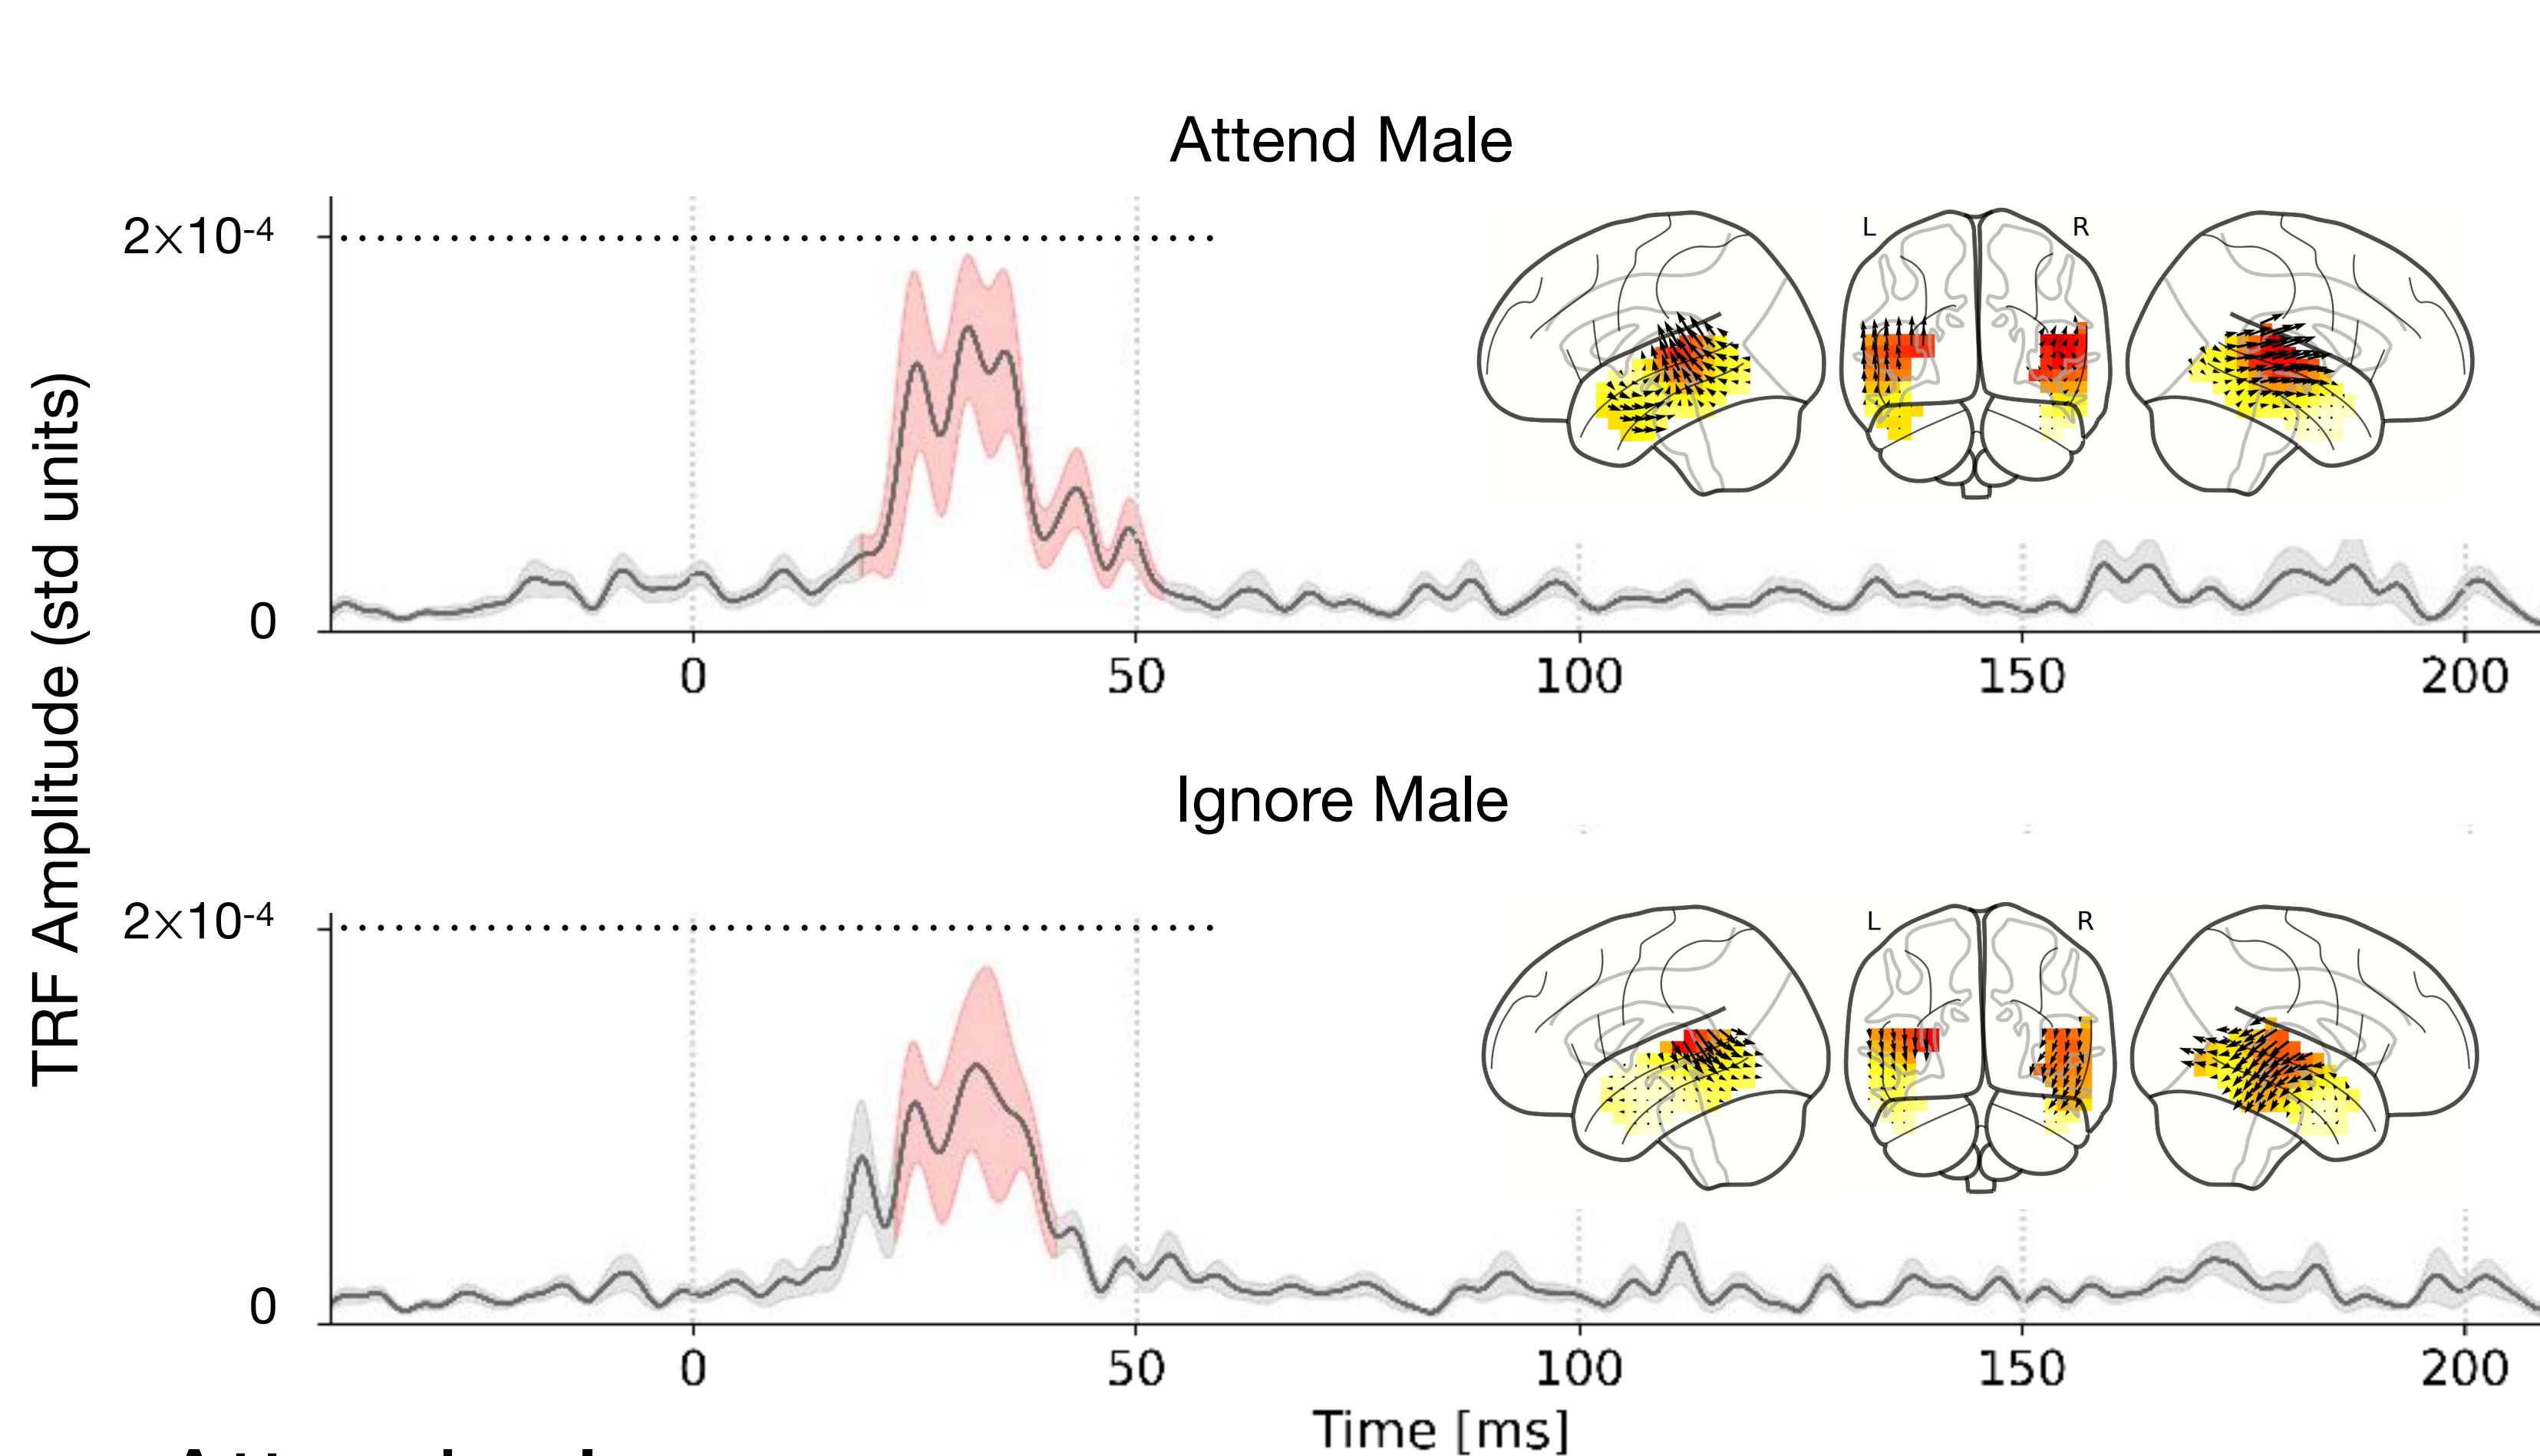 Attend Male
TRF Amplitude (std units)
2×10-4
0
L R
0 50 100 150 200
Ignore Male
2×10-4
0
L R
0 50 100 150 200
Time [ms]